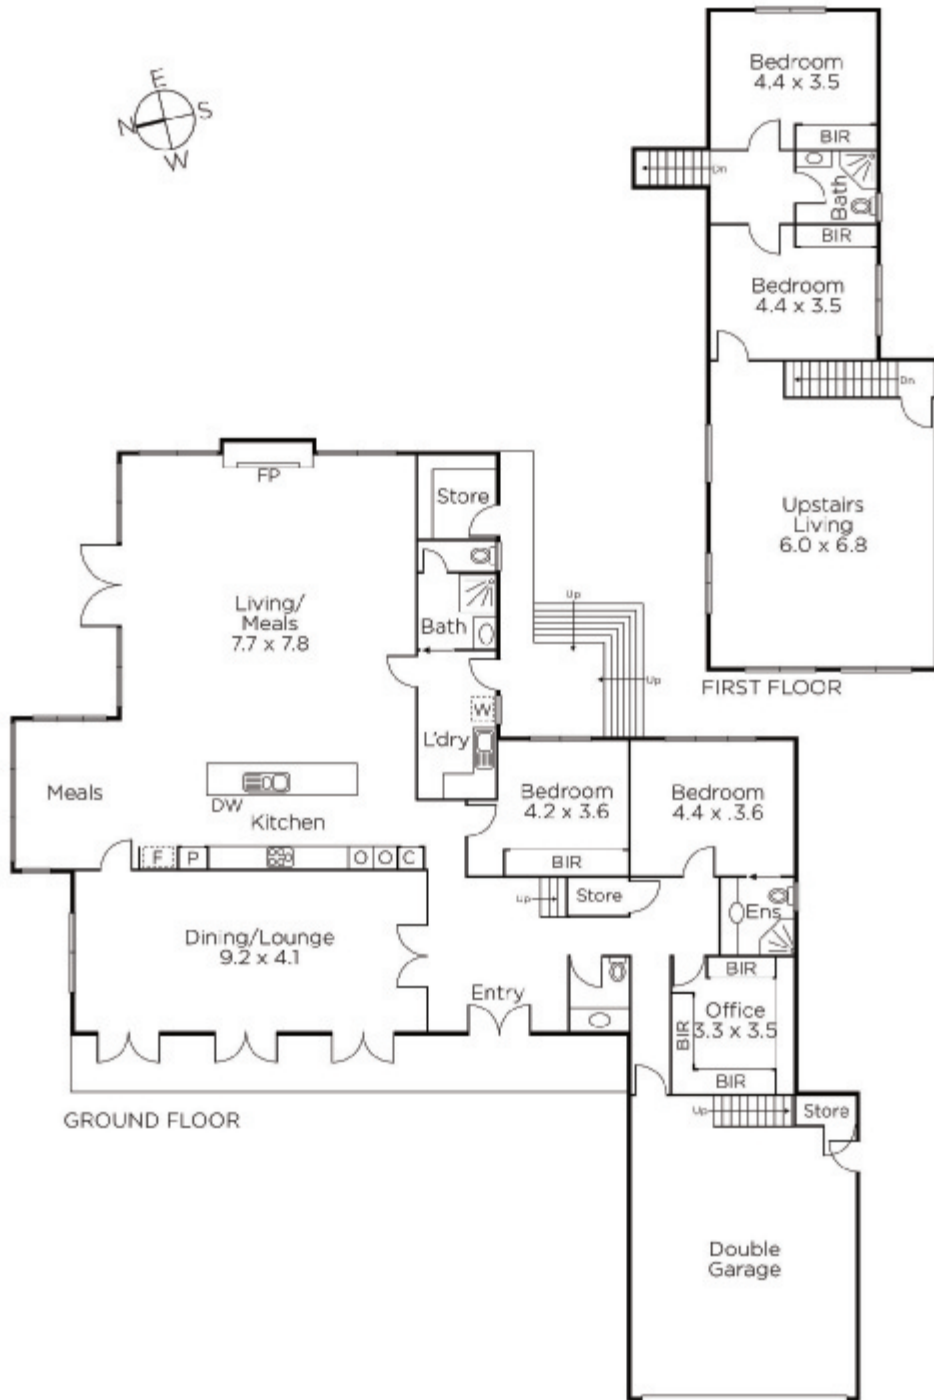 E
N
S
W
Bedroom
4.4 x 3.5
BIR
Dn
Bath
BIR
Bedroom
4.4 x 3.5
Dn
Upstairs
Living
6.0 x 6.8
FIRST FLOOR
FP
Store
Living/
Meals
7.7 x 7.8
Bath
Up
Up
W
L'dry
Meals
DW
Kitchen
F
P
O
O
C
Bedroom
4.2 x 3.6
BIR
Bedroom
4.4 x .3.6
Up
Store
Ens
Dining/Lounge
9.2 x 4.1
Entry
BIR
Office
3.3 x 3.5
BIR
BIR
GROUND FLOOR
Up
Store
Double
Garage